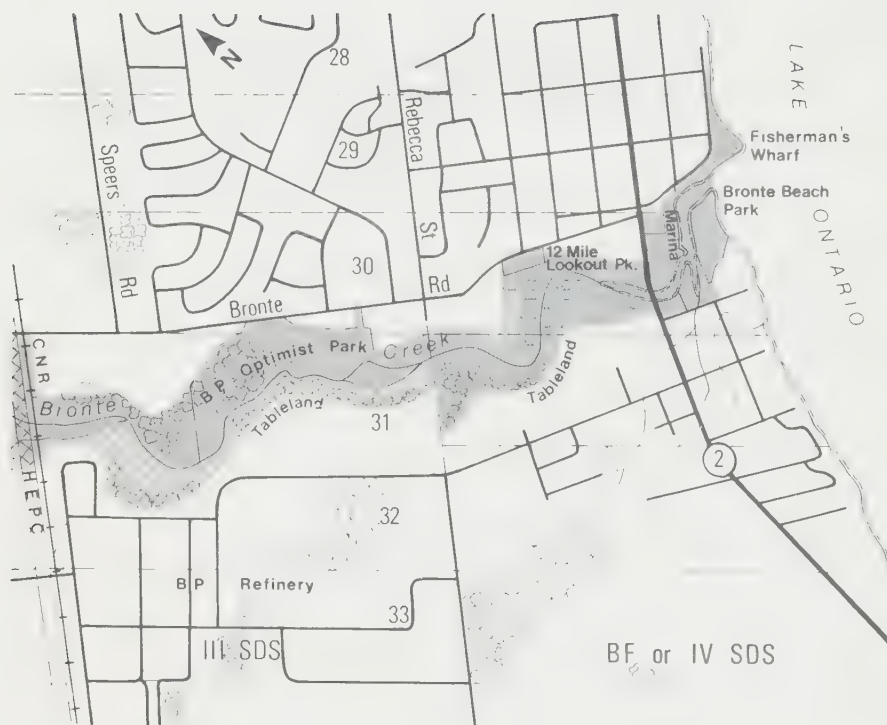 N
28
LAKE
ONTARIO
Rebecca
St
Fisherman's
Wharf
Speers
Rd
29
Bronte Beach
Park
Marina
12 Mile
Lookout Pk.
30
Bronte
Rd
CNR
BP Optimist Park
Creek
Bronte
Tableland
Tableland
31
2
HEPC
32
BP Refinery
33
III SDS
BF or IV SDS